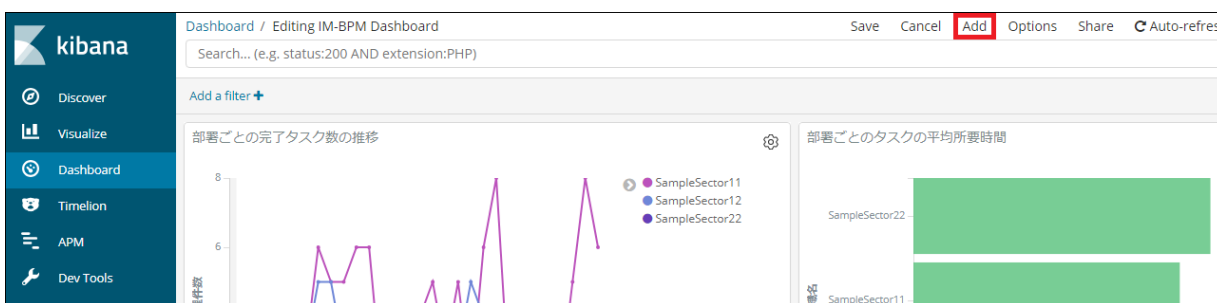 kibana
Discover
Visualize
Dashboard
Timelion
APM
Dev Tools
Dashboard / Editing IM-BPM Dashboard
Save Cancel Add Options Share Auto-refres
Search... (e.g. status:200 AND extension:PHP)
Add a filter +
部署ごとの完了タスク数の推移
8
6
SampleSector11
SampleSector12
SampleSector22
部署ごとのタスクの平均所要時間
SampleSector22
SampleSector11